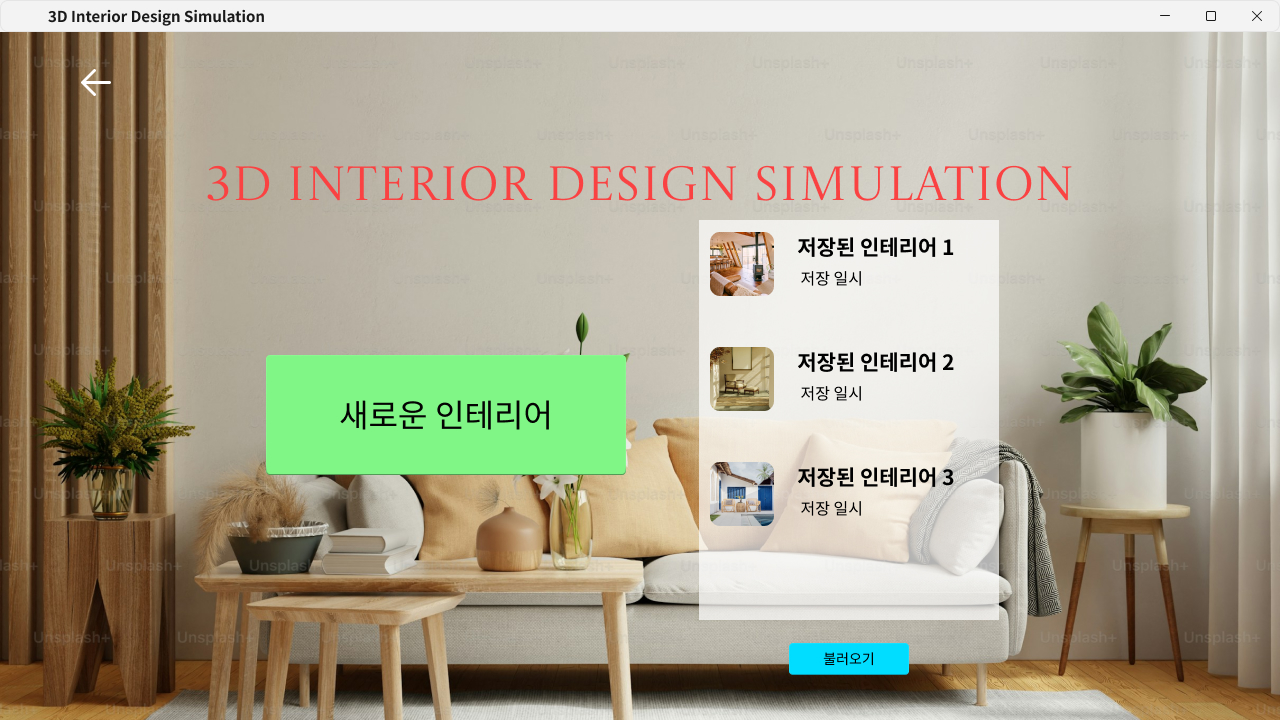 3D Interior Design Simulation
3D INTERIOR DESIGN SIMULATION
새로운 인테리어
저장된 인테리어 1
저장 일시
저장된 인테리어 2
저장 일시
저장된 인테리어 3
저장 일시
불러오기
Unsplash+